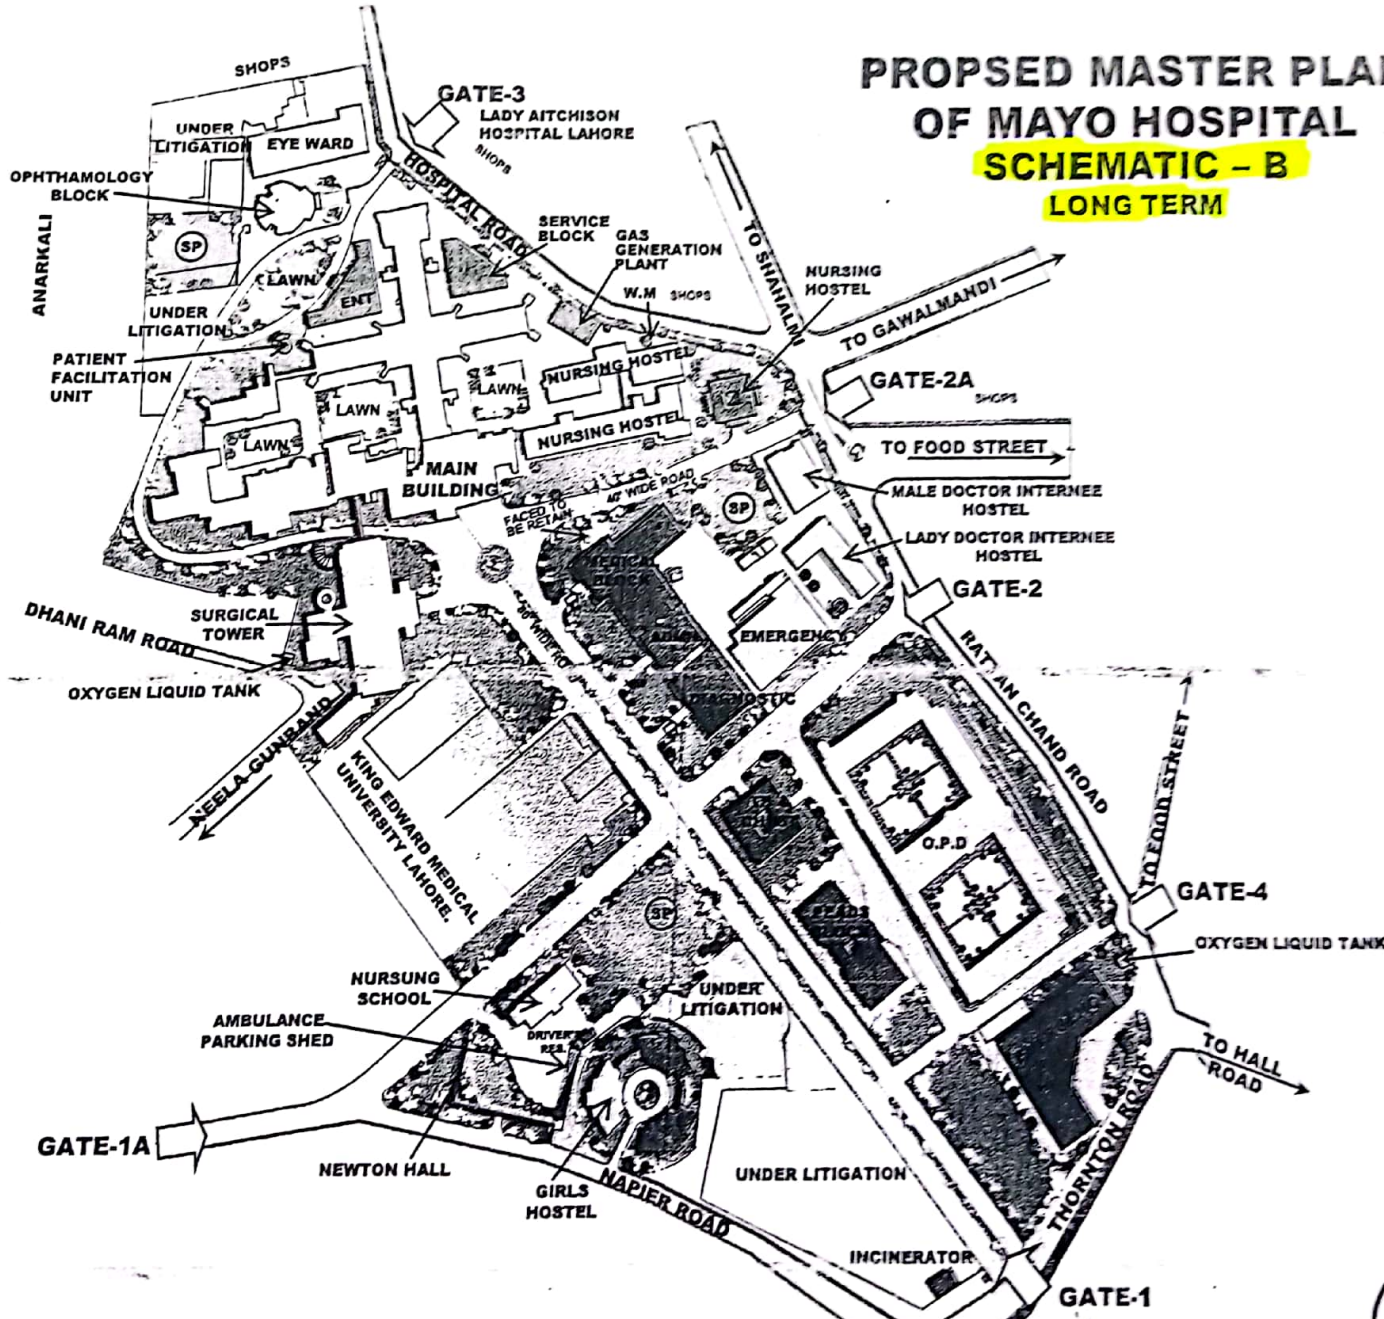 PROPSED MASTER PLA
OF MAYO HOSPITAL
SCHEMATIC – B
LONG TERM
SHOPS
GATE-3
LADY AITCHISON
HOSPITAL LAHORE
SHOPS
UNDER
LITIGATION
EYE WARD
OPHTHAMOLOGY
BLOCK
HOSPITAL ROAD
ANARKALI
SP
SERVICE
BLOCK
GAS
GENERATION
PLANT
TO SHAHALMI
NURSING
HOSTEL
LAWN
ENT
W.M
SHOPS
TO GAWALMANDI
UNDER
LITIGATION
PATIENT
FACILITATION
UNIT
NURSING HOSTEL
GATE-2A
SHOPS
LAWN
LAWN
LAWN
NURSING HOSTEL
TO FOOD STREET
MAIN
BUILDING
40' WIDE ROAD
MALE DOCTOR INTERNEE
HOSTEL
SP
FACED TO
BE RETAIN
LADY DOCTOR INTERNEE
HOSTEL
MEDICAL
BLOCK
GATE-2
DHANI RAM ROAD
SURGICAL
TOWER
EMERGENCY
RATTAN CHAND ROAD
OXYGEN LIQUID TANK
DIAGNOSTIC
NEELA GUNBAND
KING EDWARD MEDICAL
UNIVERSITY LAHORE.
TO FOOD STREET
O.P.D
GATE-4
SP
OXYGEN LIQUID TANK
NURSUNG
SCHOOL
UNDER
LITIGATION
AMBULANCE
PARKING SHED
DRIVER'S
RES.
TO HALL
ROAD
GATE-1A
NEWTON HALL
GIRLS
HOSTEL
NAPIER ROAD
UNDER LITIGATION
THORNTON ROAD
INCINERATOR
GATE-1